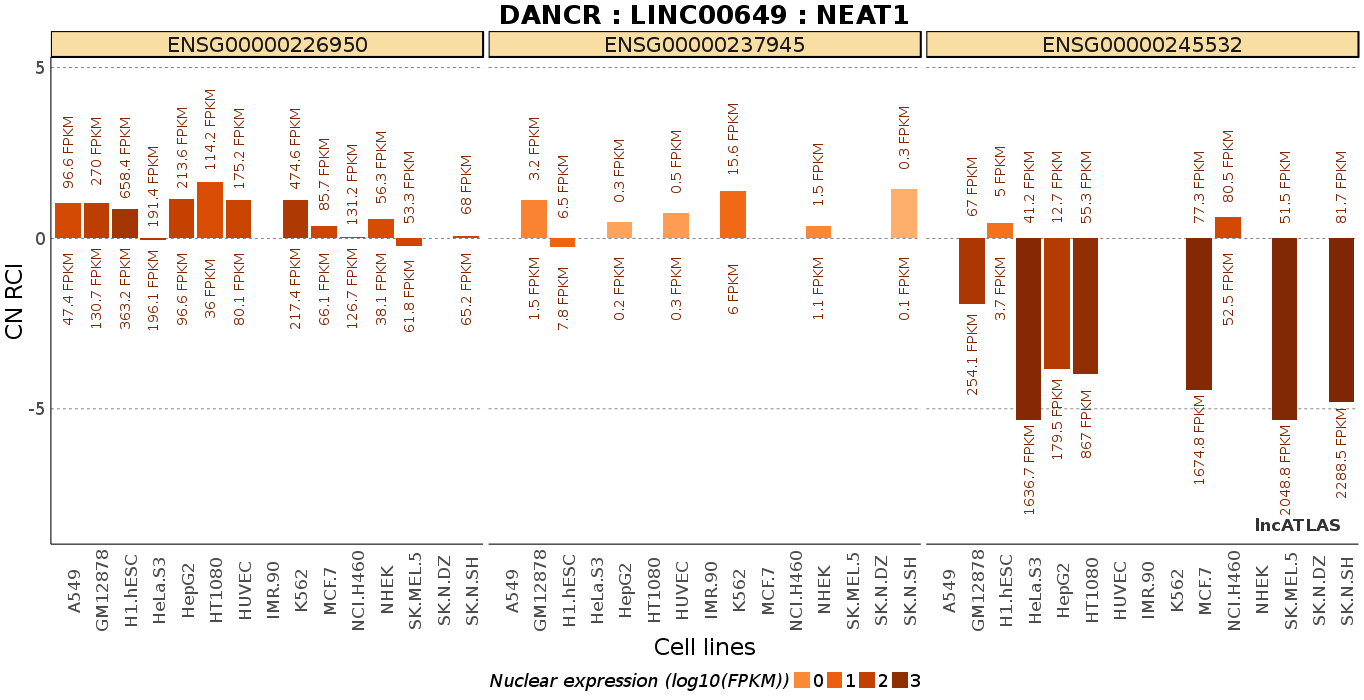 DANCR : LINC00649 : NEAT1
ENSG00000226950 ENSG00000237945 ENSG00000245532
CN RCI
5
0
-5
96.6 FPKM 270 FPKM 658.4 FPKM 191.4 FPKM 213.6 FPKM 114.2 FPKM 175.2 FPKM 474.6 FPKM 85.7 FPKM 131.2 FPKM 56.3 FPKM 53.3 FPKM 68 FPKM
47.4 FPKM 130.7 FPKM 363.2 FPKM 196.1 FPKM 96.6 FPKM 36 FPKM 80.1 FPKM 217.4 FPKM 66.1 FPKM 126.7 FPKM 38.1 FPKM 61.8 FPKM 65.2 FPKM
3.2 FPKM 6.5 FPKM 0.3 FPKM 0.5 FPKM 15.6 FPKM 1.5 FPKM 0.3 FPKM
1.5 FPKM 7.8 FPKM 0.2 FPKM 0.3 FPKM 6 FPKM 1.1 FPKM 0.1 FPKM
67 FPKM 5 FPKM 41.2 FPKM 12.7 FPKM 55.3 FPKM 77.3 FPKM 80.5 FPKM 51.5 FPKM 81.7 FPKM
254.1 FPKM 3.7 FPKM 1636.7 FPKM 179.5 FPKM 867 FPKM 1674.8 FPKM 52.5 FPKM 2048.8 FPKM 2288.5 FPKM
lncATLAS
A549 GM12878 H1.hESC HeLa.S3 HepG2 HT1080 HUVEC IMR.90 K562 MCF.7 NCI.H460 NHEK SK.MEL.5 SK.N.DZ SK.N.SH
A549 GM12878 H1.hESC HeLa.S3 HepG2 HT1080 HUVEC IMR.90 K562 MCF.7 NCI.H460 NHEK SK.MEL.5 SK.N.DZ SK.N.SH
A549 GM12878 H1.hESC HeLa.S3 HepG2 HT1080 HUVEC IMR.90 K562 MCF.7 NCI.H460 NHEK SK.MEL.5 SK.N.DZ SK.N.SH
Cell lines
Nuclear expression (log10(FPKM)) 0 1 2 3